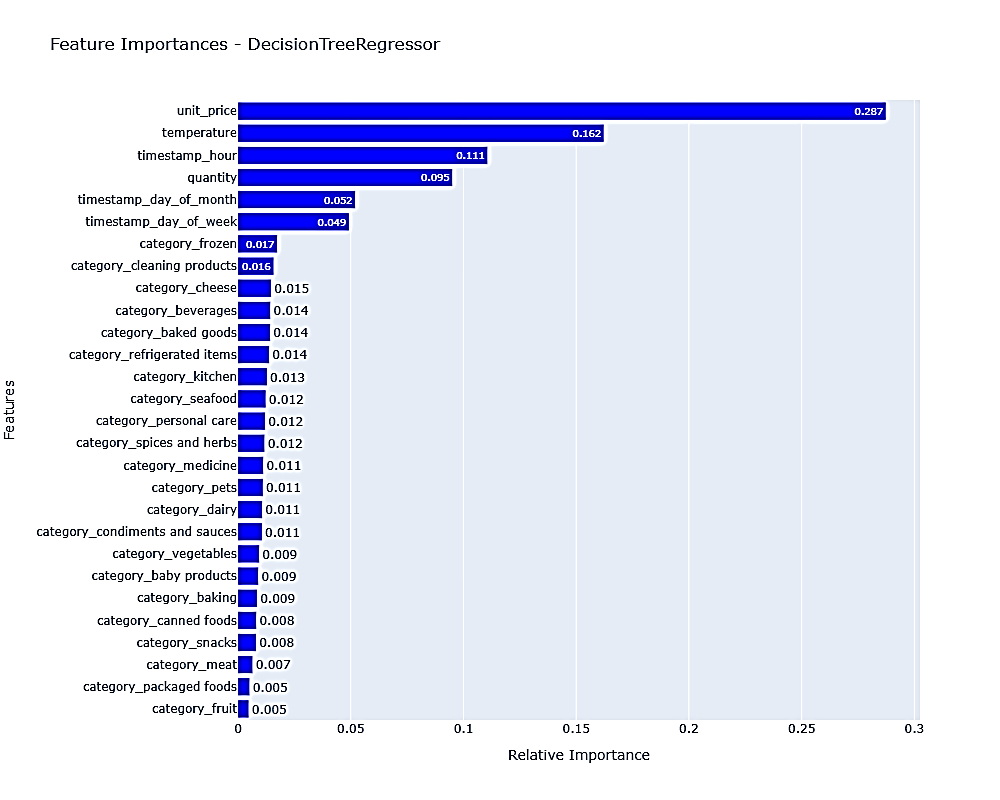 Feature Importances - DecisionTreeRegressor
unit_price 0.287
temperature 0.162
timestamp_hour 0.111
quantity 0.095
timestamp_day_of_month 0.052
timestamp_day_of_week 0.049
category_frozen 0.017
category_cleaning products 0.016
category_cheese 0.015
category_beverages 0.014
category_baked goods 0.014
category_refrigerated items 0.014
category_kitchen 0.013
category_seafood 0.012
category_personal care 0.012
category_spices and herbs 0.012
category_medicine 0.011
category_pets 0.011
category_dairy 0.011
category_condiments and sauces 0.011
category_vegetables 0.009
category_baby products 0.009
category_baking 0.009
category_canned foods 0.008
category_snacks 0.008
category_meat 0.007
category_packaged foods 0.005
category_fruit 0.005
Features
0 0.05 0.1 0.15 0.2 0.25 0.3
Relative Importance